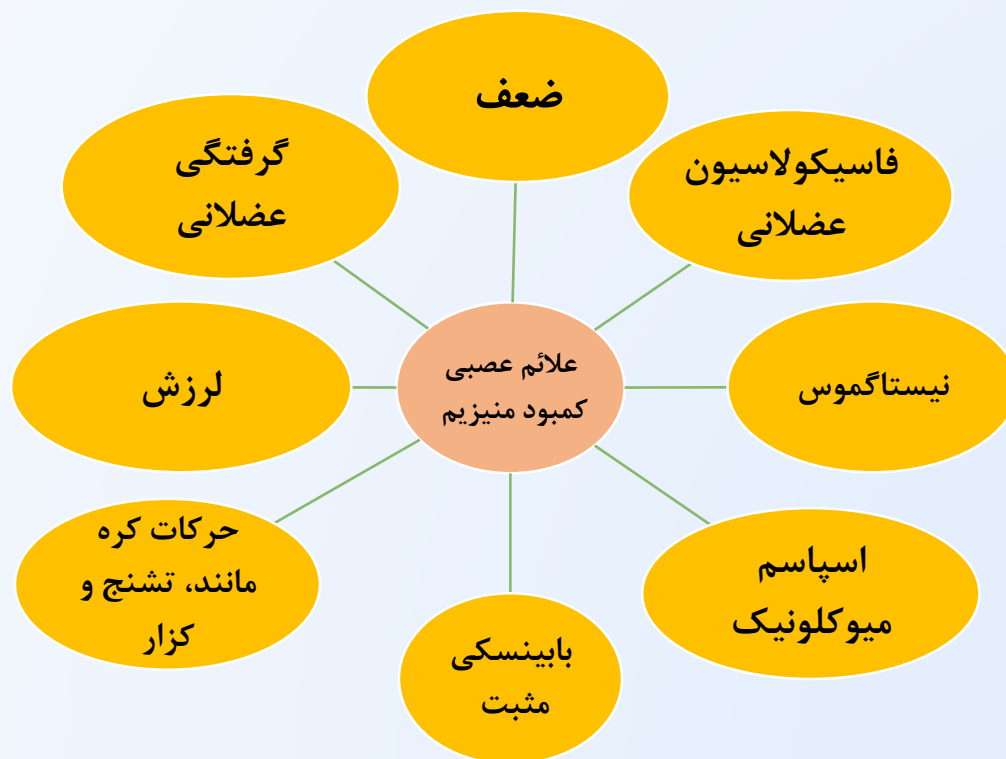 ضعف
فاسیکولاسیون
عضلانی
نیستاگموس
اسپاسم
میوکلونیک
بابینسکی
مثبت
حرکات کره
مانند، تشنج و
کزار
لرزش
گرفتگی
عضلانی
علائم عصبی
کمبود منیزیم